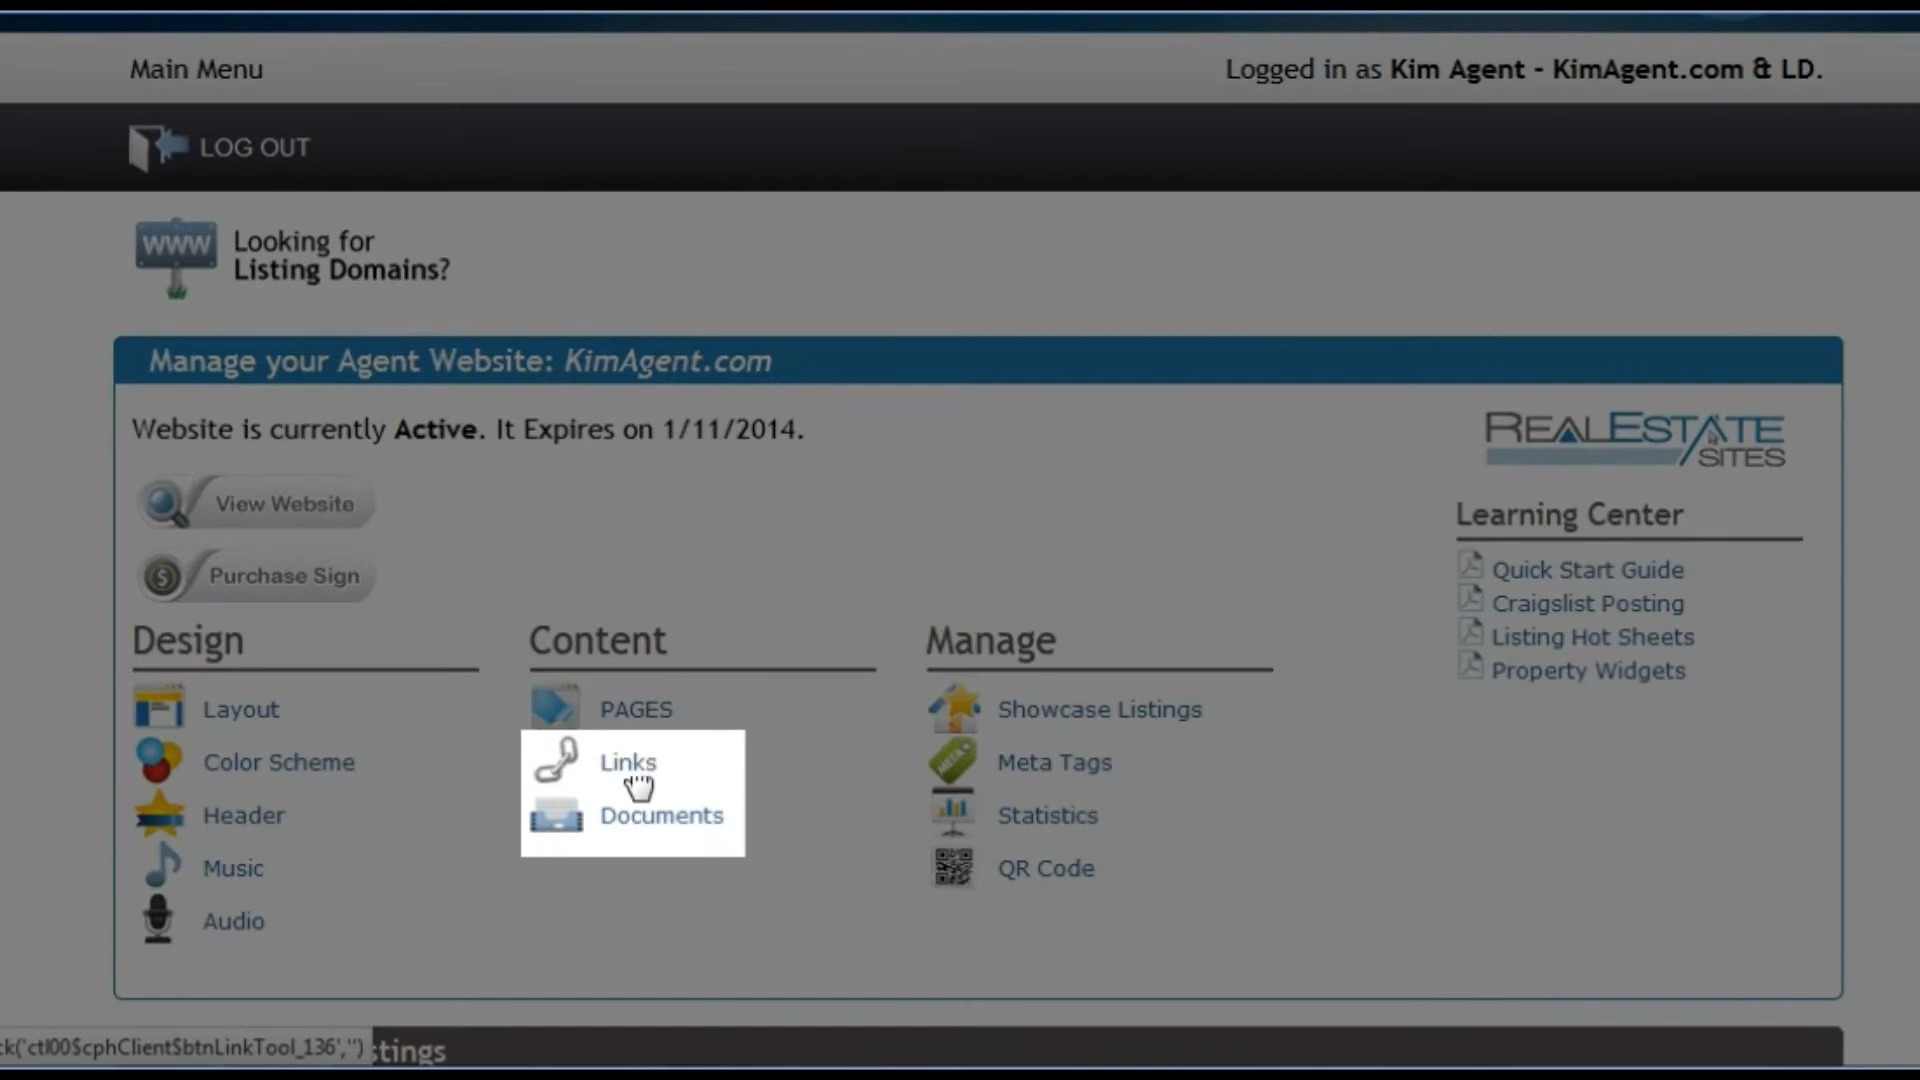 Main Menu
Logged in as Kim Agent - KimAgent.com & LD.
LOG OUT
WWW
Looking for
Listing Domains?
Manage your Agent Website: KimAgent.com
Website is currently Active. It Expires on 1/11/2014.
REALESTATE
SITES
View Website
Purchase Sign
Learning Center
Quick Start Guide
Craigslist Posting
Listing Hot Sheets
Property Widgets
Design
Layout
Color Scheme
Header
Music
Audio
Content
PAGES
Links
Documents
Manage
Showcase Listings
META
Meta Tags
Statistics
QR Code
ck('ctl00$cphClient$btnLinkTool_136','')
stings